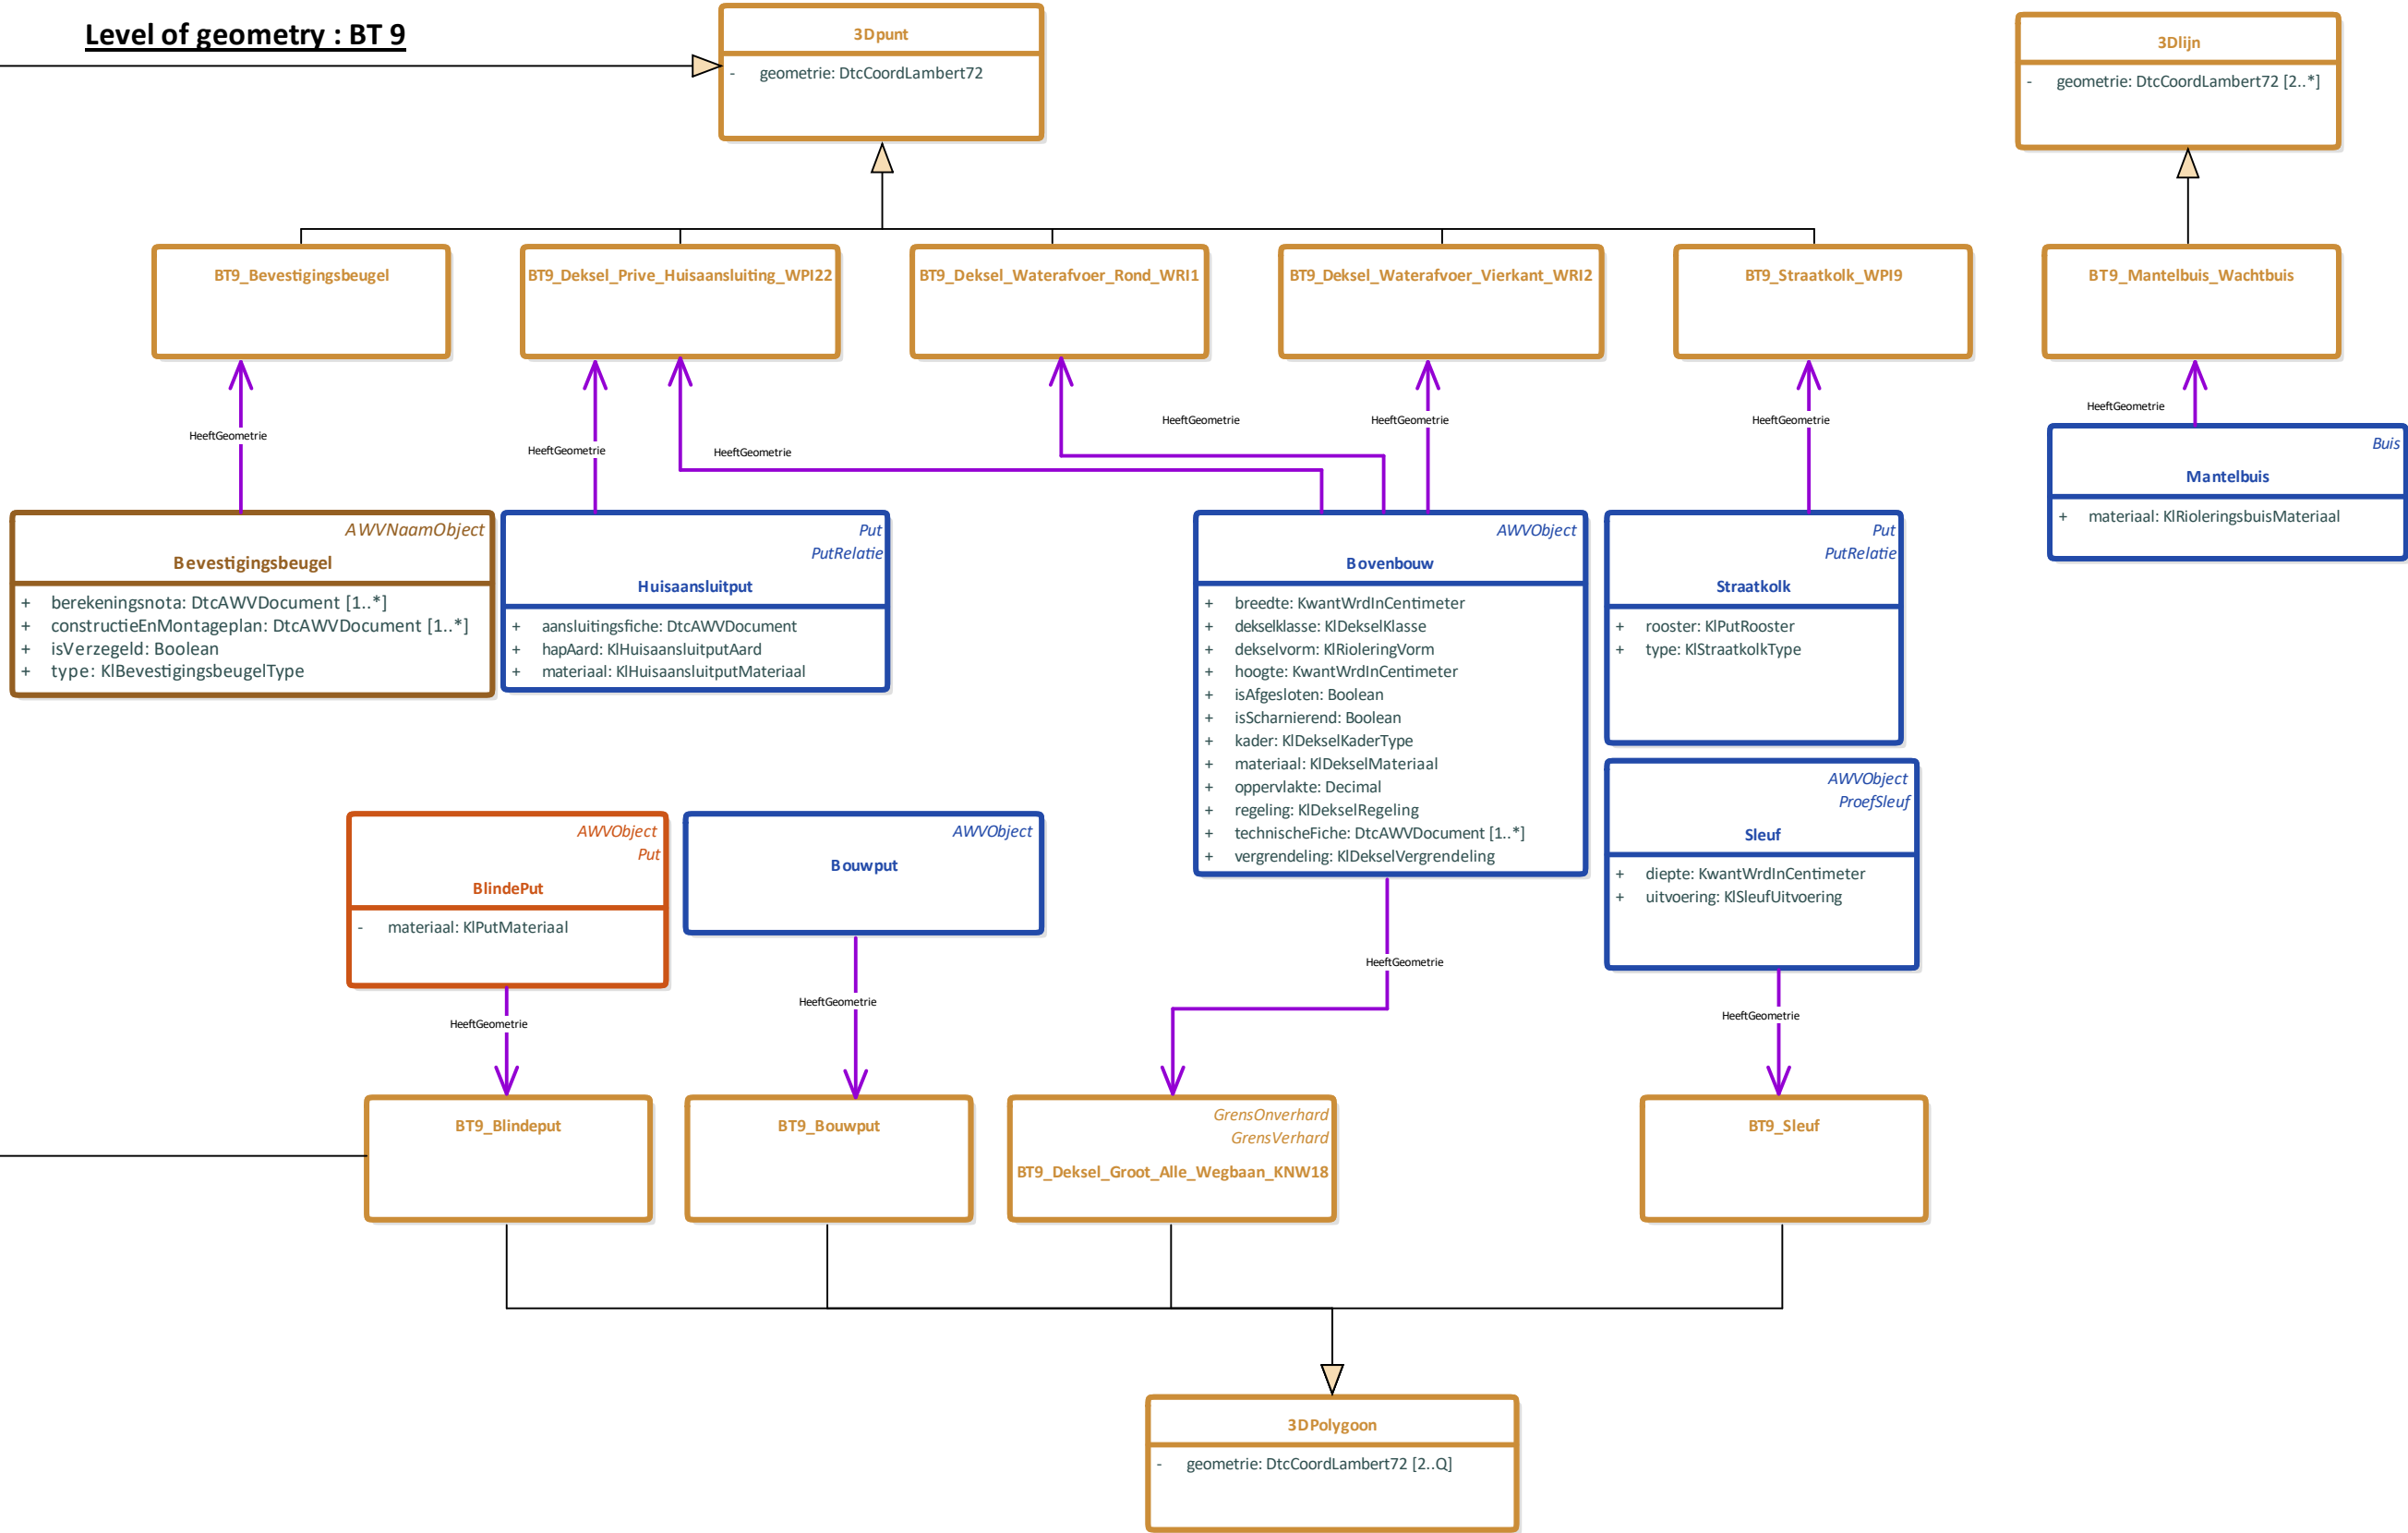 Level of geometry : BT 9
3Dpunt
- geometrie: DtcCoordLambert72
3Dlijn
- geometrie: DtcCoordLambert72 [2..*]
BT9_Bevestigingsbeugel
BT9_Deksel_Prive_Huisaansluiting_WPI22
BT9_Deksel_Waterafvoer_Rond_WRI1
BT9_Deksel_Waterafvoer_Vierkant_WRI2
BT9_Straatkolk_WPI9
BT9_Mantelbuis_Wachtbuis
HeeftGeometrie
HeeftGeometrie
HeeftGeometrie
HeeftGeometrie
HeeftGeometrie
HeeftGeometrie
HeeftGeometrie
AWVNaamObject
Bevestigingsbeugel
+ berekeningsnota: DtcAWVDocument [1..*]
+ constructieEnMontageplan: DtcAWVDocument [1..*]
+ isVerzegeld: Boolean
+ type: KlBevestigingsbeugelType
Put
PutRelatie
Huisaansluitput
+ aansluitingsfiche: DtcAWVDocument
+ hapAard: KlHuisaansluitputAard
+ materiaal: KlHuisaansluitputMateriaal
AWVObject
Bovenbouw
+ breedte: KwantWrdInCentimeter
+ dekselklasse: KlDekselKlasse
+ dekselvorm: KlRioleringVorm
+ hoogte: KwantWrdInCentimeter
+ isAfgesloten: Boolean
+ isScharnierend: Boolean
+ kader: KlDekselKaderType
+ materiaal: KlDekselMateriaal
+ oppervlakte: Decimal
+ regeling: KlDekselRegeling
+ technischeFiche: DtcAWVDocument [1..*]
+ vergrendeling: KlDekselVergrendeling
Put
PutRelatie
Straatkolk
+ rooster: KlPutRooster
+ type: KlStraatkolkType
Buis
Mantelbuis
+ materiaal: KlRioleringsbuisMateriaal
AWVObject
Put
BlindePut
- materiaal: KlPutMateriaal
AWVObject
Bouwput
AWVObject
ProefSleuf
Sleuf
+ diepte: KwantWrdInCentimeter
+ uitvoering: KlSleufUitvoering
HeeftGeometrie
HeeftGeometrie
HeeftGeometrie
HeeftGeometrie
BT9_Blindeput
BT9_Bouwput
GrensOnverhard
GrensVerhard
BT9_Deksel_Groot_Alle_Wegbaan_KNW18
BT9_Sleuf
3DPolygoon
- geometrie: DtcCoordLambert72 [2..Q]